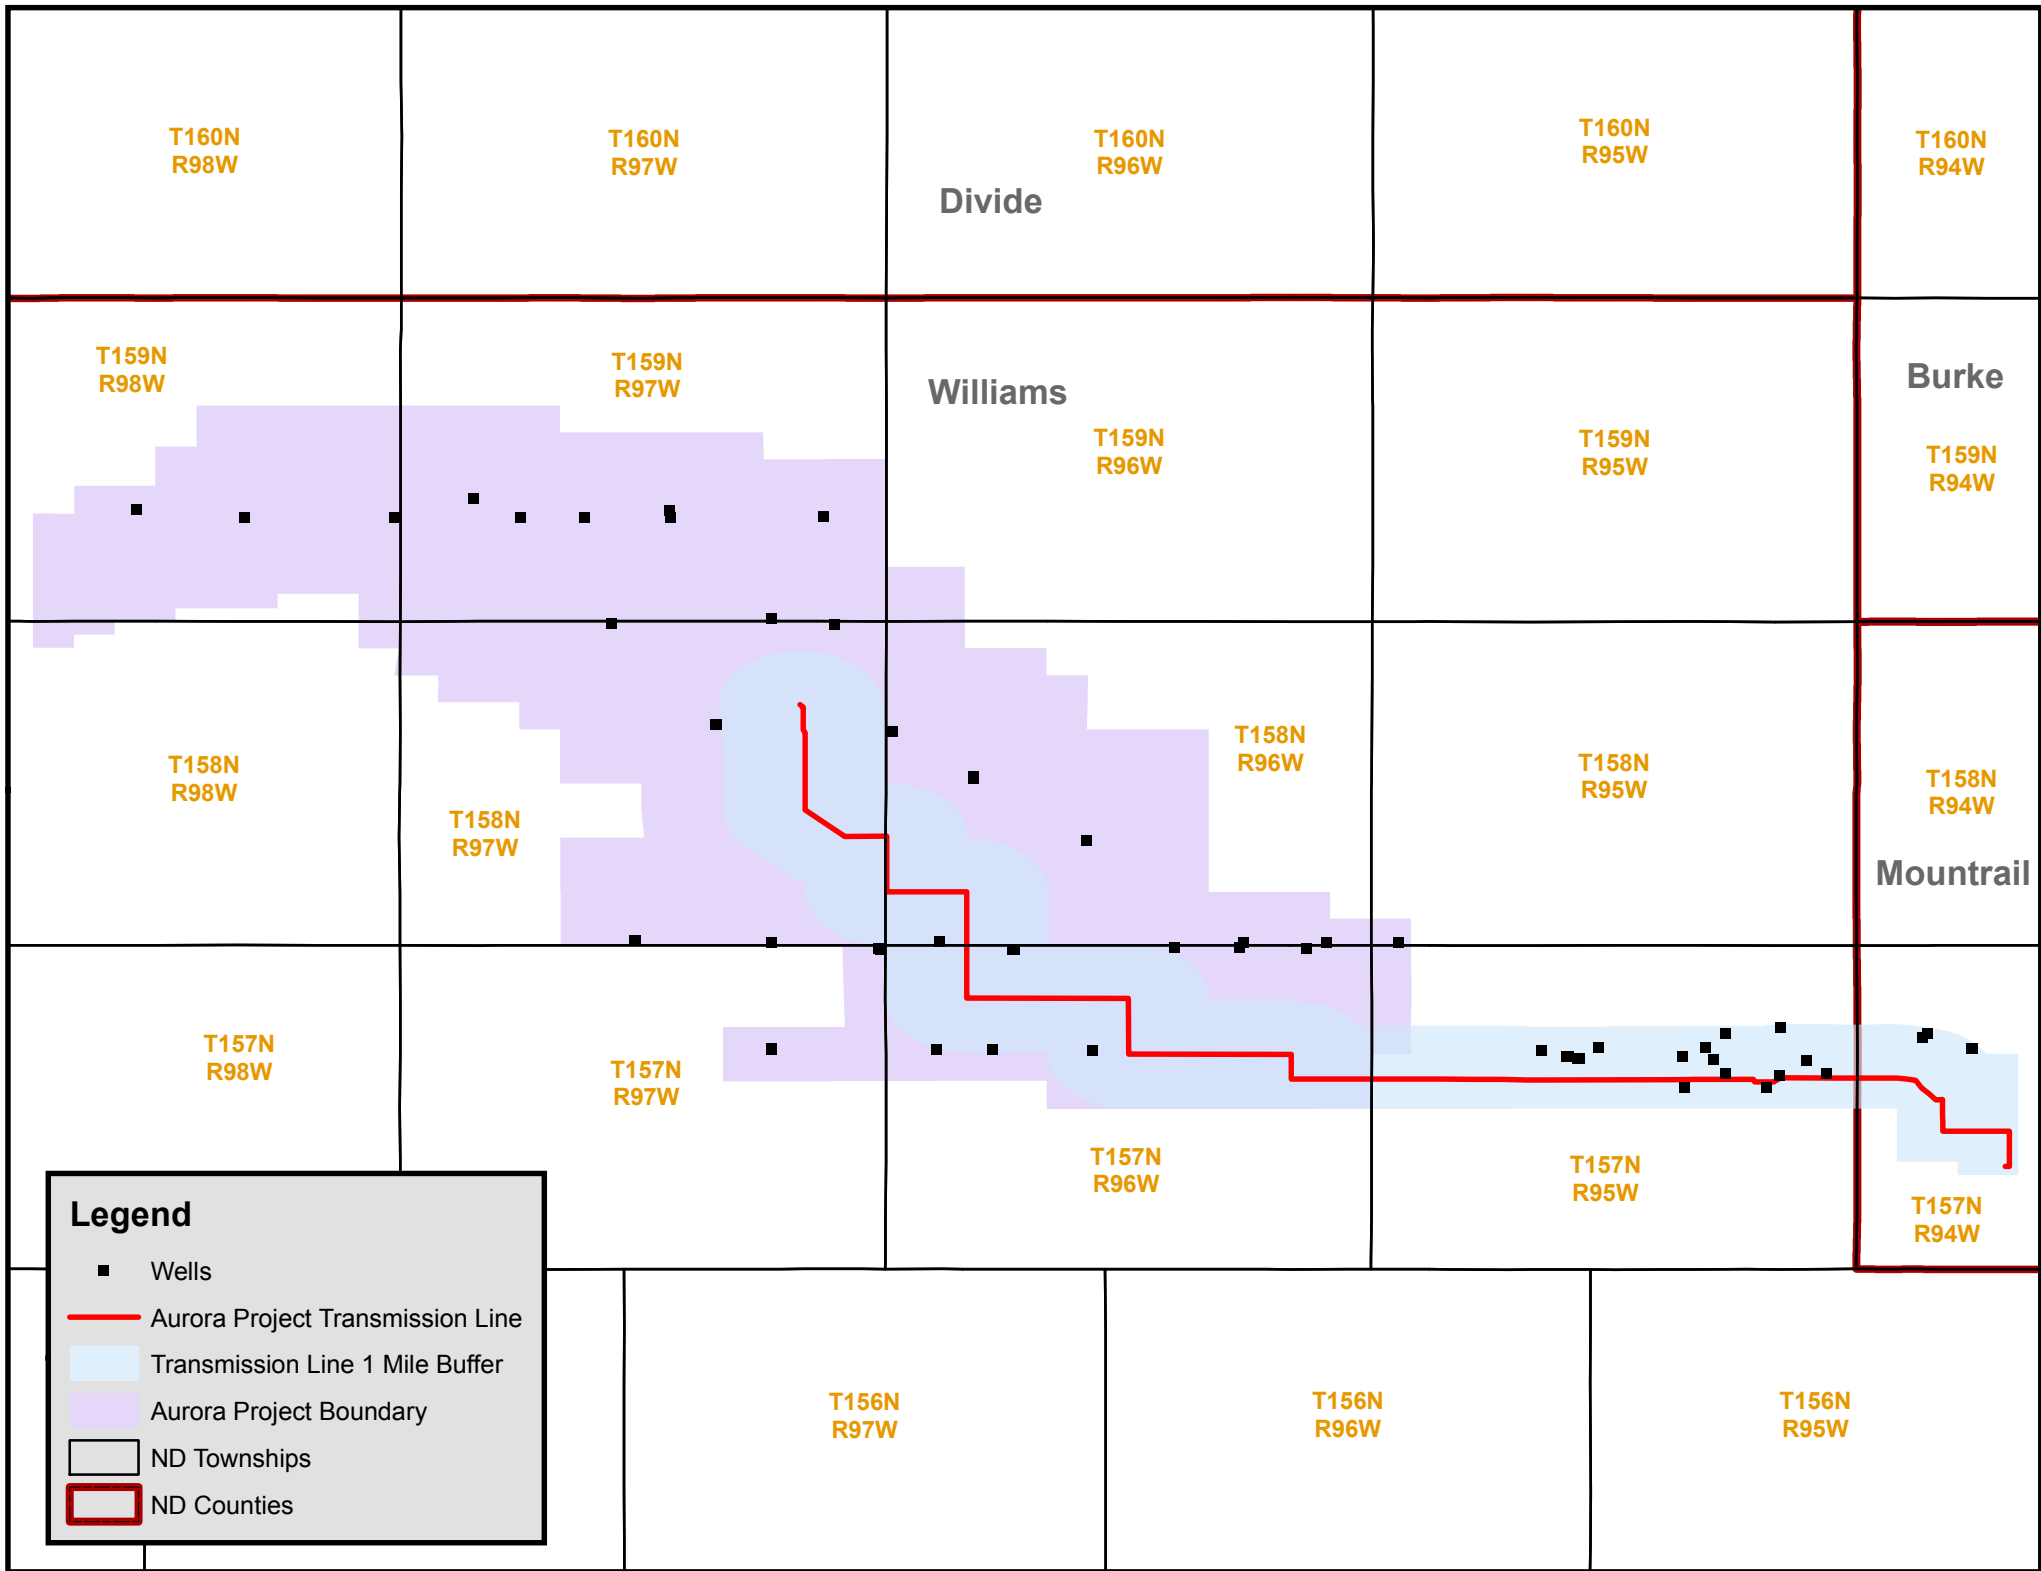 T160N
R98W
T160N
R97W
T160N
R96W
T160N
R95W
T160N
R94W
Divide
T159N
R98W
T159N
R97W
Williams
T159N
R96W
T159N
R95W
Burke
T159N
R94W
T158N
R98W
T158N
R97W
T158N
R96W
T158N
R95W
T158N
R94W
Mountrail
T157N
R98W
T157N
R97W
T157N
R96W
T157N
R95W
T157N
R94W
Legend
Wells
Aurora Project Transmission Line
Transmission Line 1 Mile Buffer
Aurora Project Boundary
ND Townships
ND Counties
T156N
R97W
T156N
R96W
T156N
R95W